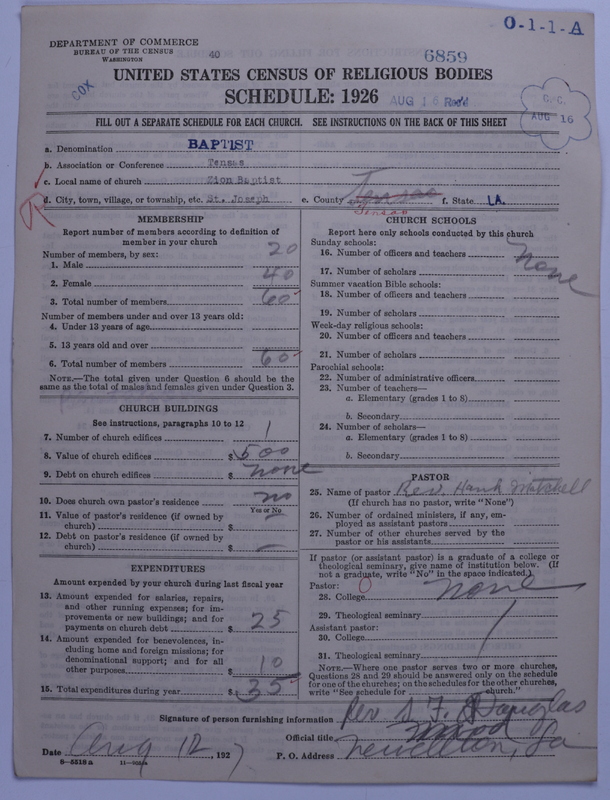 O-1-1-A
DEPARTMENT OF COMMERCE
BUREAU OF THE CENSUS
WASHINGTON
40
6859
COX
UNITED STATES CENSUS OF RELIGIOUS BODIES
SCHEDULE: 1926
AUG 16 Rec'd
C.C.
AUG 16
FILL OUT A SEPARATE SCHEDULE FOR EACH CHURCH. SEE INSTRUCTIONS ON THE BACK OF THIS SHEET
a. Denomination BAPTIST
b. Association or Conference Tensas
c. Local name of church Zion Baptist
d. City, town, village, or township, etc. St. Joseph e. County Tensas f. State LA.
Tensas
MEMBERSHIP
Report number of members according to definition of
member in your church
Number of members, by sex:
1. Male 20
2. Female 40
3. Total number of members 60
Number of members under and over 13 years old:
4. Under 13 years of age
5. 13 years old and over
6. Total number of members 60
NOTE.—The total given under Question 6 should be the
same as the total of males and females given under Question 3.
CHURCH BUILDINGS
See instructions, paragraphs 10 to 12
7. Number of church edifices 1
8. Value of church edifices $500
9. Debt on church edifices $ none
10. Does church own pastor's residence no
Yes or No
11. Value of pastor's residence (if owned by
church) $ —
12. Debt on pastor's residence (if owned by
church) $ —
EXPENDITURES
Amount expended by your church during last fiscal year
13. Amount expended for salaries, repairs,
and other running expenses; for im-
provements or new buildings; and for
payments on church debt $ 25
14. Amount expended for benevolences, in-
cluding home and foreign missions; for
denominational support; and for all
other purposes 10
15. Total expenditures during year $ 35
CHURCH SCHOOLS
Report here only schools conducted by this church
Sunday schools:
16. Number of officers and teachers none
17. Number of scholars
Summer vacation Bible schools:
18. Number of officers and teachers
19. Number of scholars
Week-day religious schools:
20. Number of officers and teachers
21. Number of scholars
Parochial schools:
22. Number of administrative officers
23. Number of teachers—
a. Elementary (grades 1 to 8)
b. Secondary
24. Number of scholars—
a. Elementary (grades 1 to 8)
b. Secondary
PASTOR
25. Name of pastor Rev. Hank Mitchell
(If church has no pastor, write "None")
26. Number of ordained ministers, if any, em-
ployed as assistant pastors
27. Number of other churches served by the
pastor or his assistants
If pastor (or assistant pastor) is a graduate of a college or
theological seminary, give name of institution below. (If
not a graduate, write "No" in the space indicated.)
Pastor: 0
28. College none
29. Theological seminary
Assistant pastor:
30. College
31. Theological seminary
NOTE.—Where one pastor serves two or more churches,
Questions 28 and 29 should be answered only on the schedule
for one of the churches; on the schedules for the other churches,
write "See schedule for church."
Signature of person furnishing information Rev S. F. Douglas
Official title Mod
Date Aug 12, 1927 P. O. Address Newellton, La
8-5518a